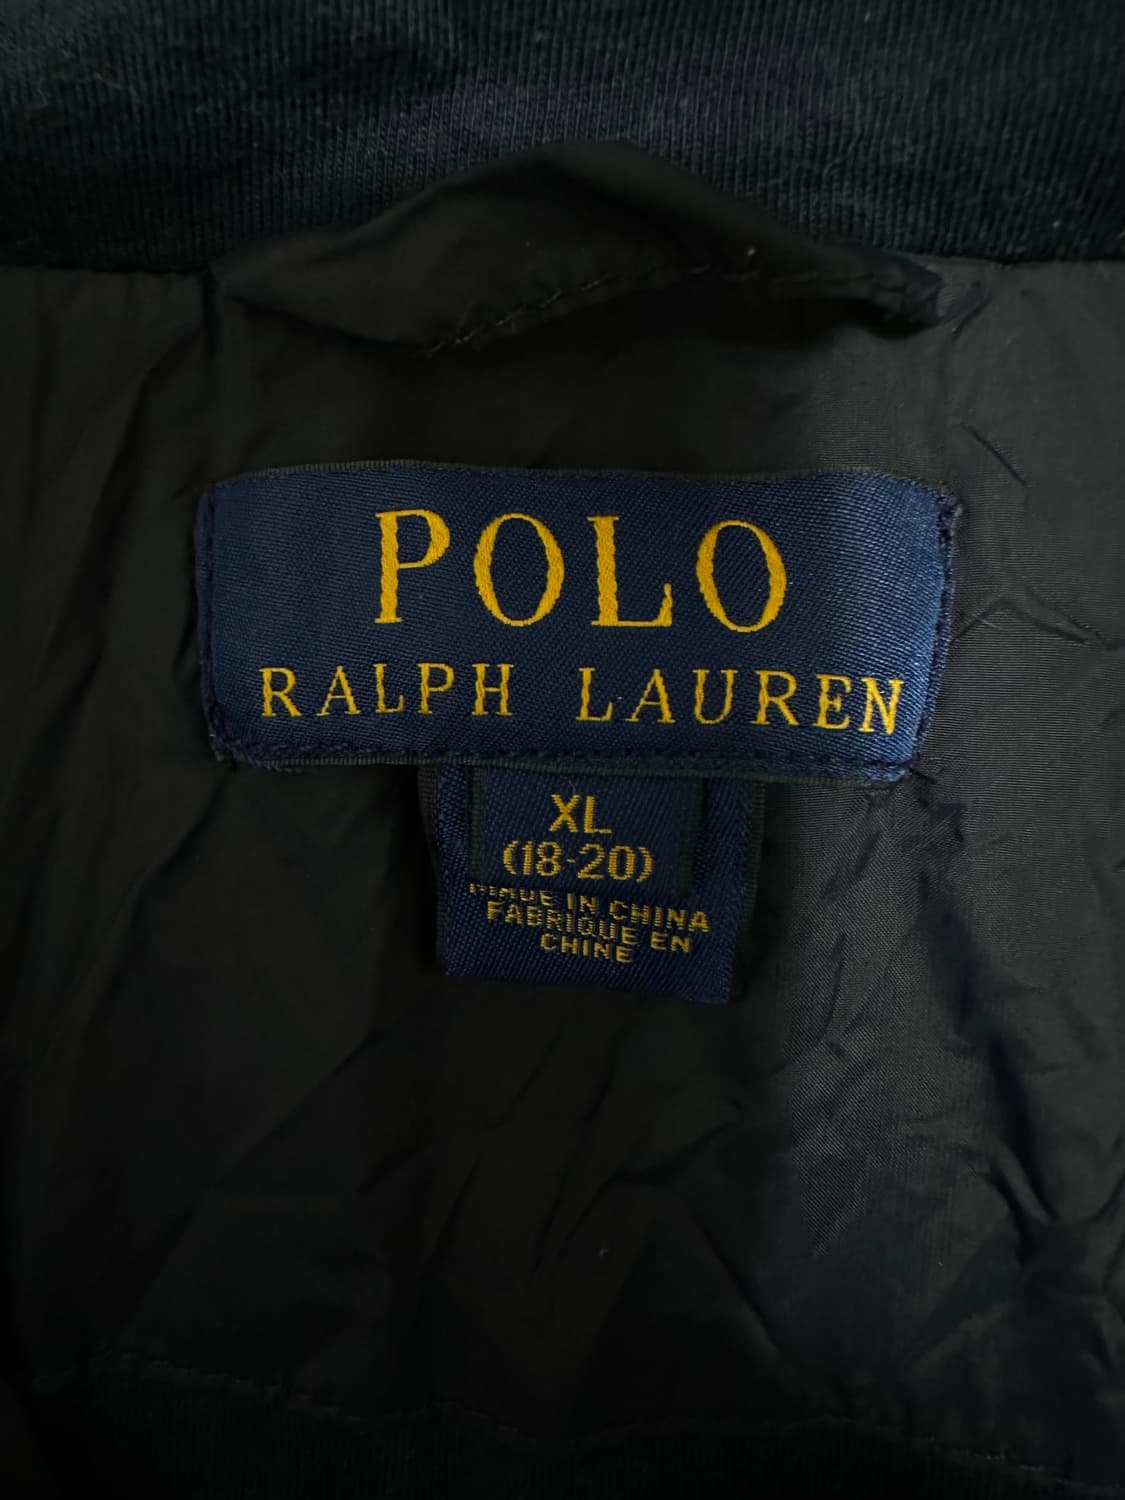 POLO
RALPH LAUREN
XL
(18-20)
MADE IN CHINA
FABRIQUE EN
CHINE